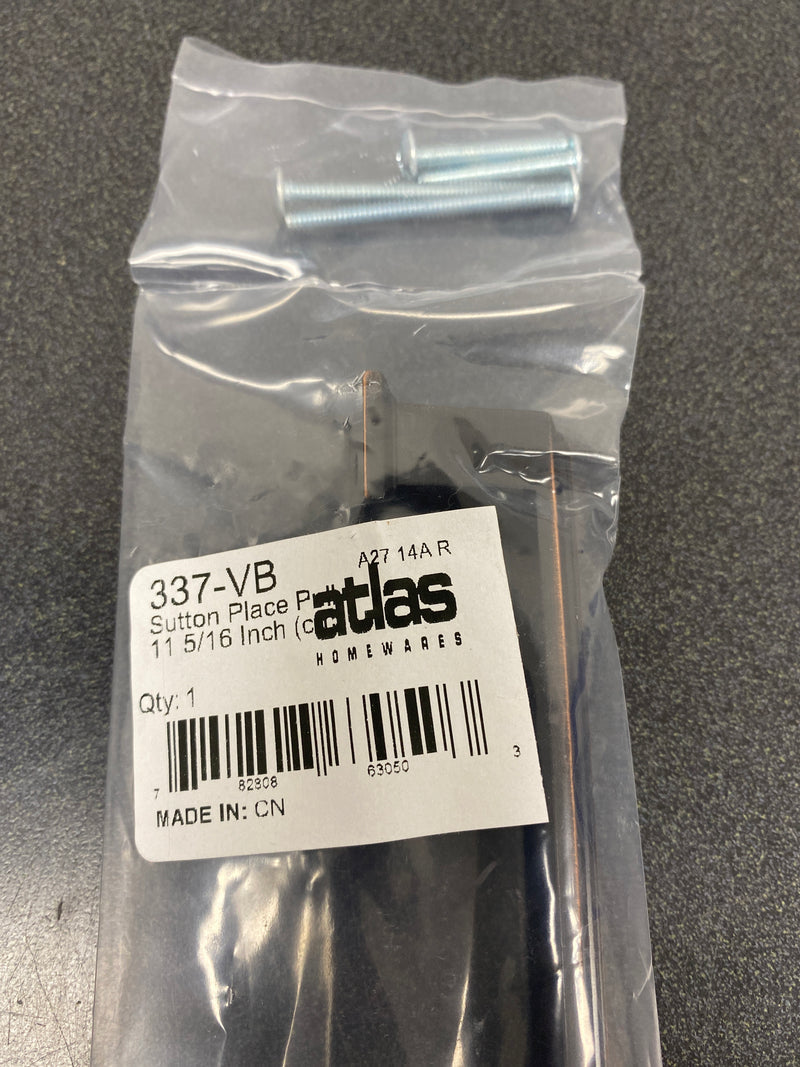 A27 14A R
337-VB
Sutton Place
11 5/16 Inch (c
atlas
HOMEWARES
Qty: 1
7 82808 63050 3
MADE IN: CN